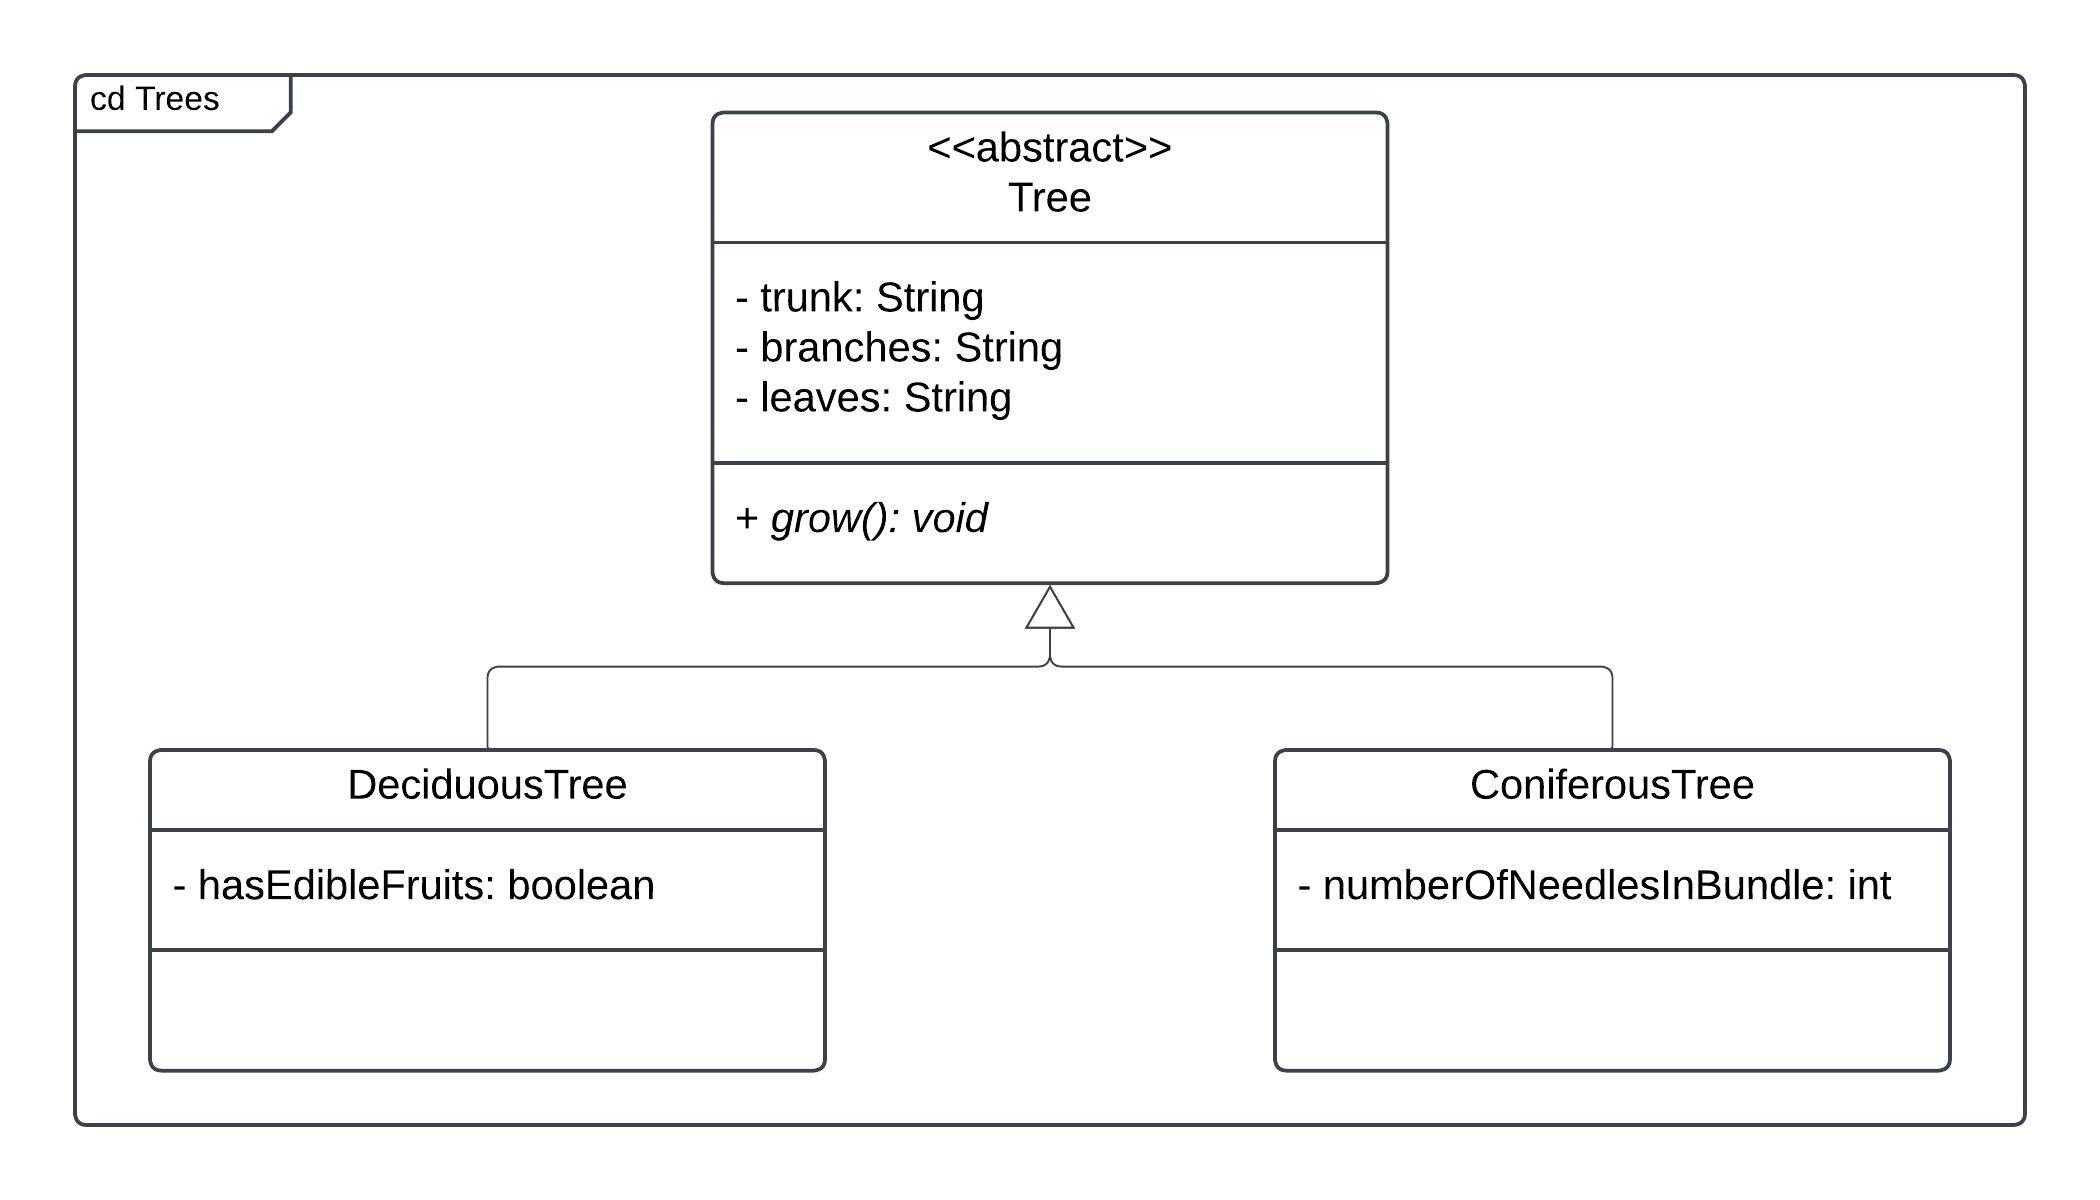 cd Trees
<<abstract>>
Tree
- trunk: String
- branches: String
- leaves: String
+ grow(): void
DeciduousTree
- hasEdibleFruits: boolean
ConiferousTree
- numberOfNeedlesInBundle: int